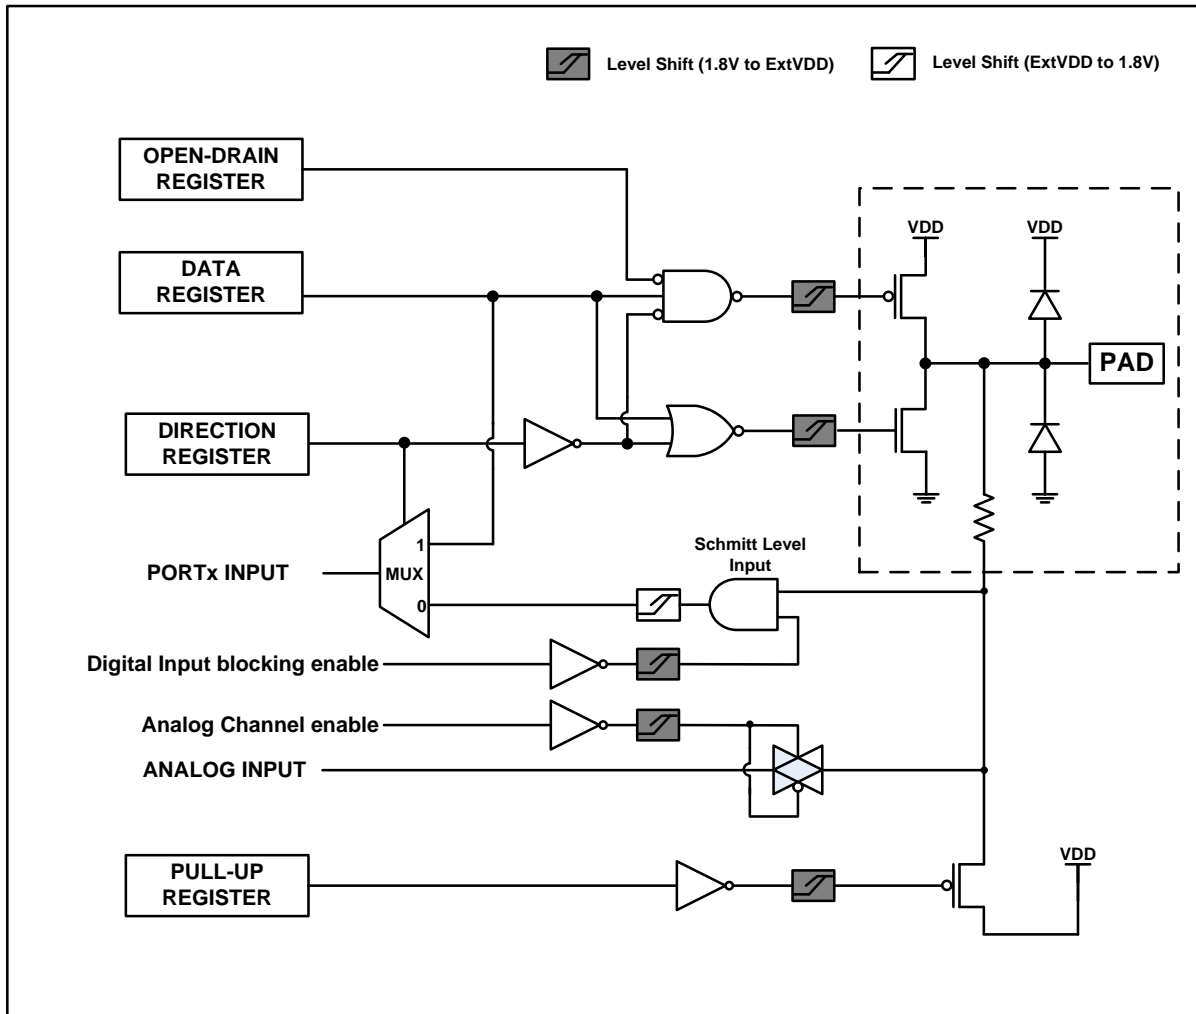 Level Shift (1.8V to ExtVDD)
Level Shift (ExtVDD to 1.8V)
OPEN-DRAIN
REGISTER
VDD
VDD
DATA
REGISTER
PAD
DIRECTION
REGISTER
Schmitt Level
Input
1
PORTx INPUT
MUX
0
Digital Input blocking enable
Analog Channel enable
ANALOG INPUT
PULL-UP
REGISTER
VDD